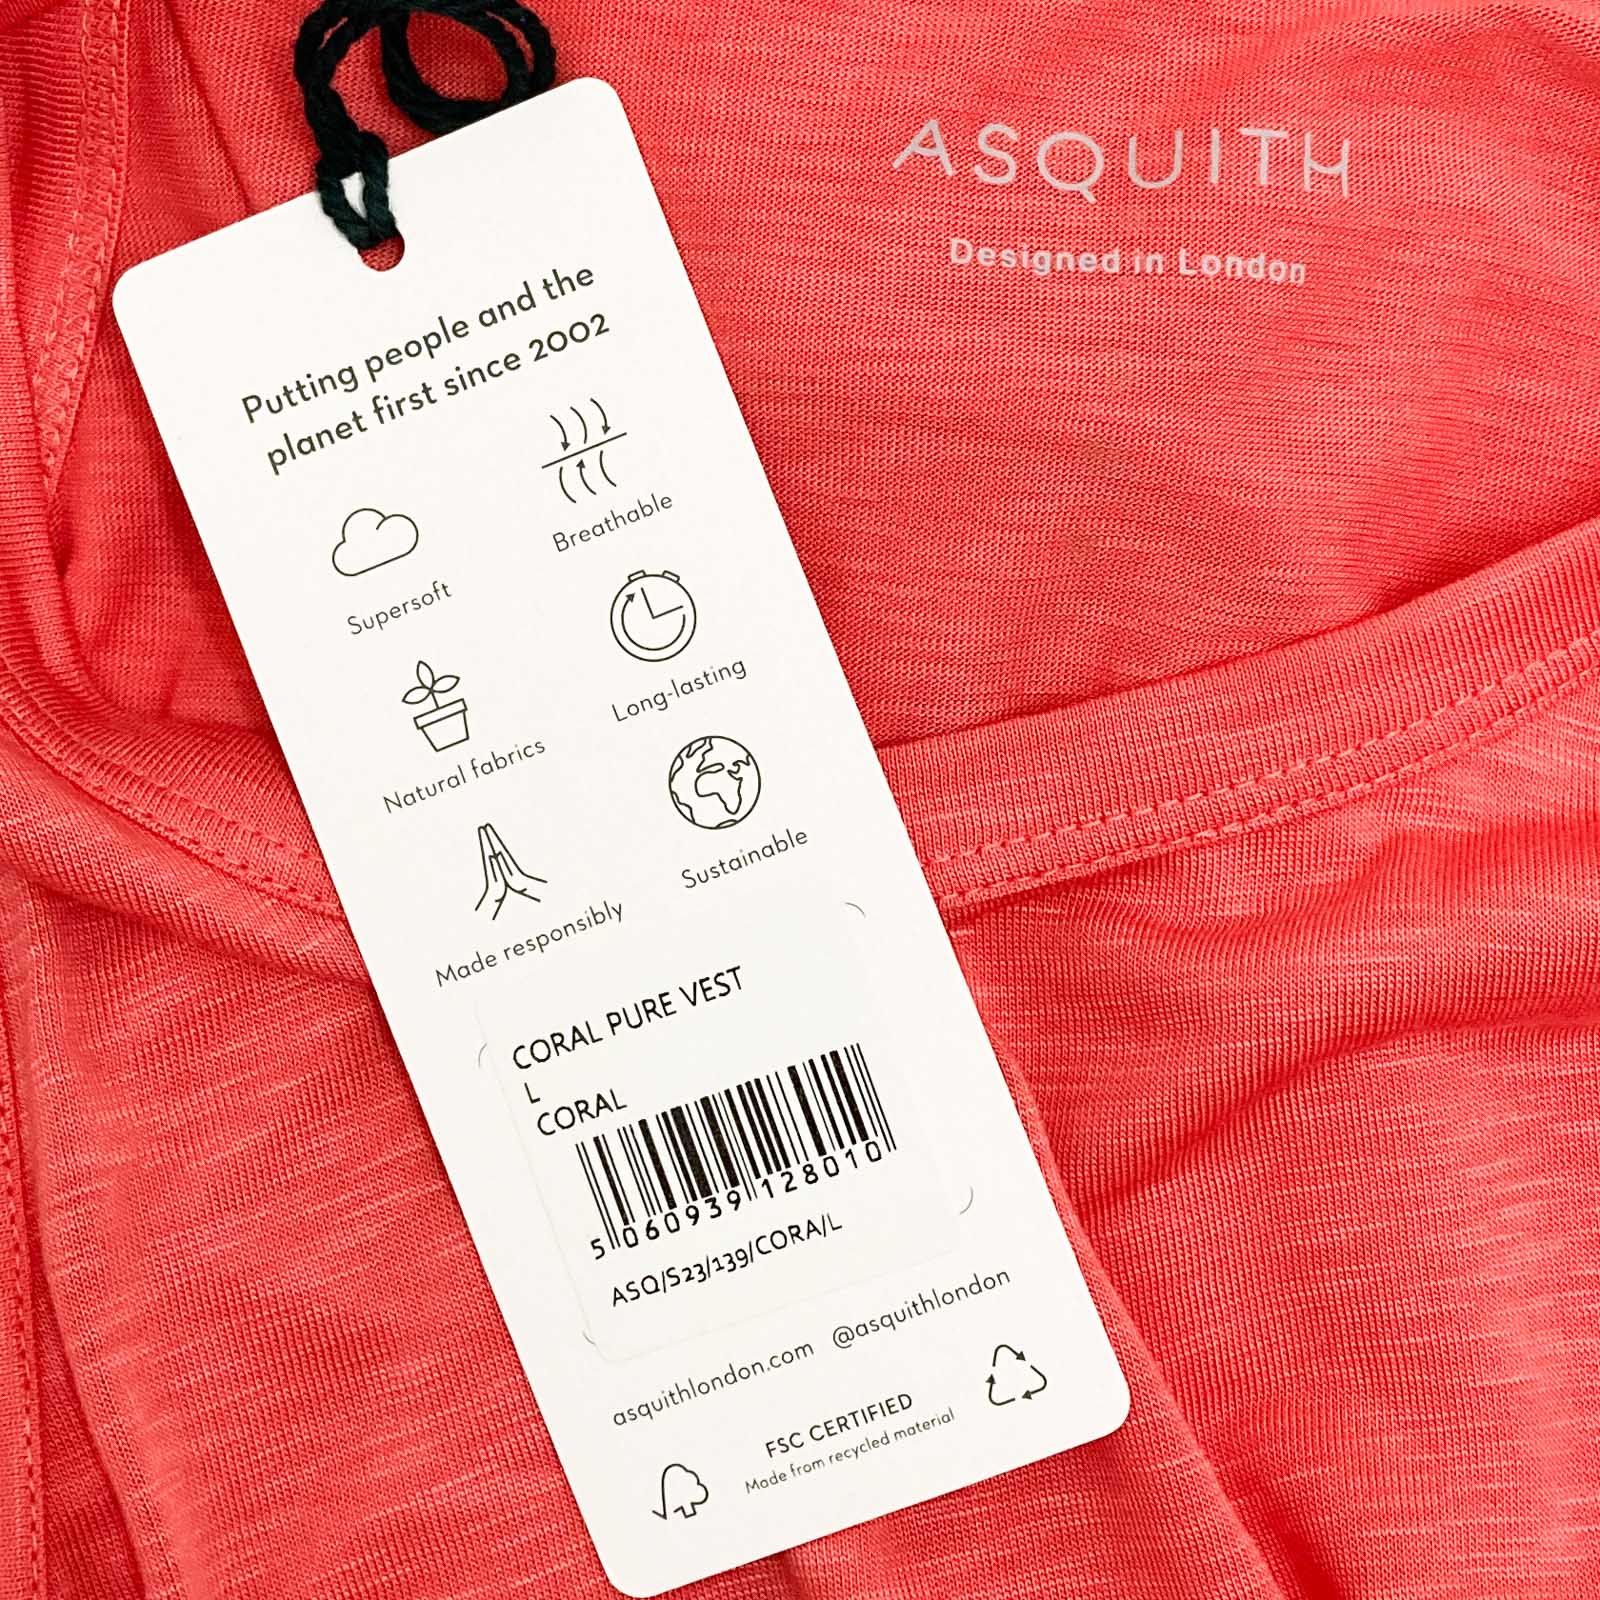 ASQUITH
Designed in London
Putting people and the
planet first since 2002
Supersoft
Breathable
Natural fabrics
Long-lasting
Made responsibly
Sustainable
CORAL PURE VEST
L
CORAL
5 060939 128010
ASQ/S23/139/CORA/L
asquithlondon.com @asquithlondon
FSC CERTIFIED
Made from recycled material